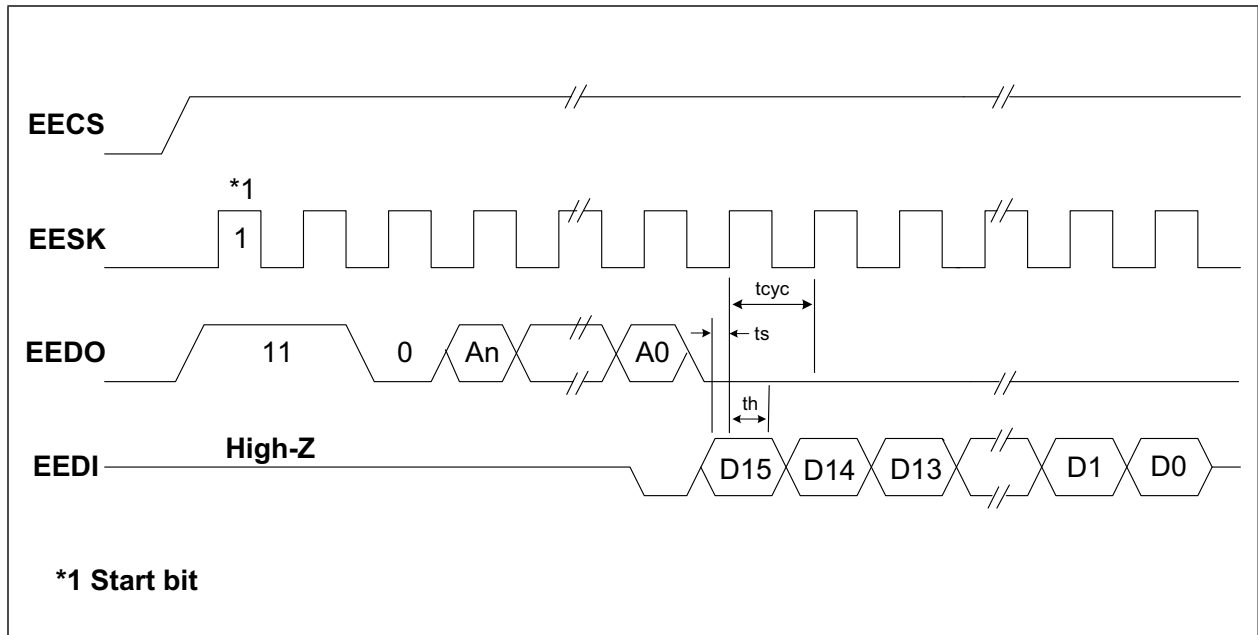 EECS
*1
EESK
1
tcyc
ts
EEDO
11
0
An
A0
th
EEDI
High-Z
D15
D14
D13
D1
D0
*1 Start bit